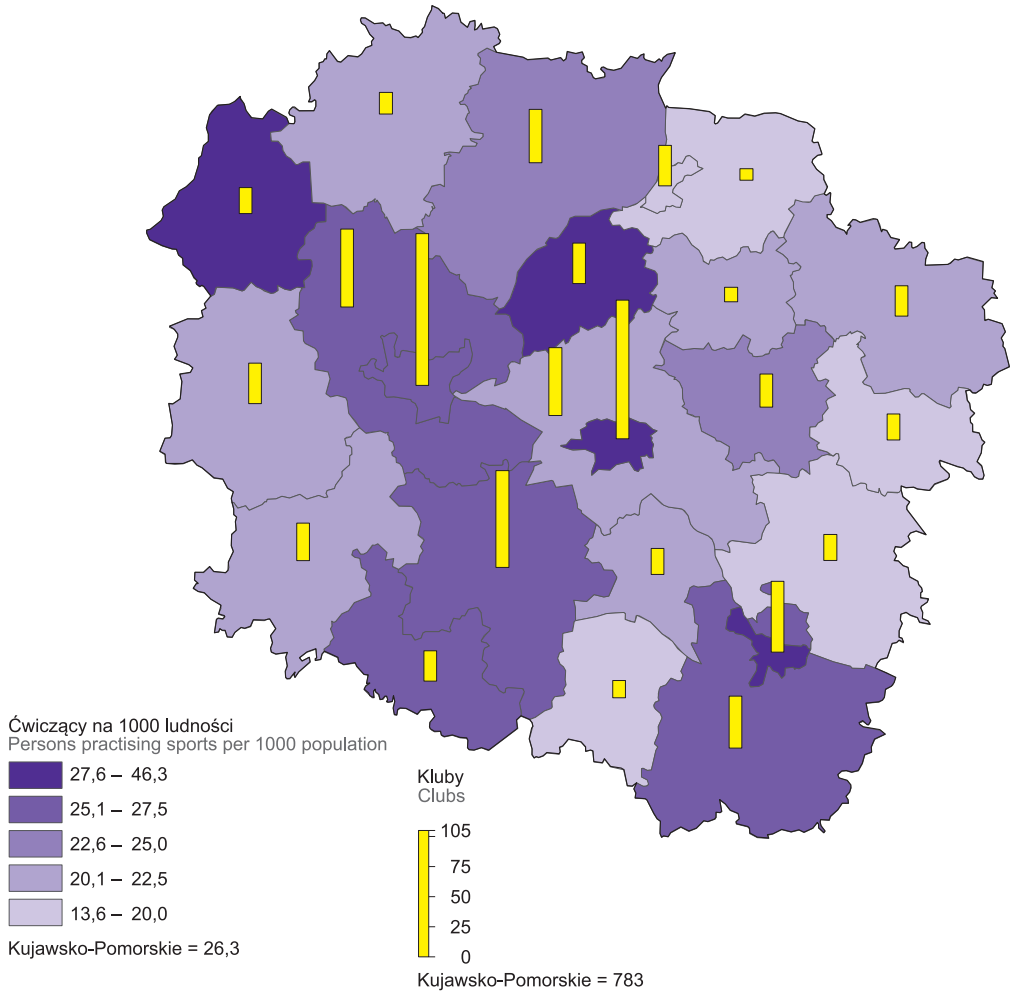 Ćwiczący na 1000 ludności
Persons practising sports per 1000 population
27,6 – 46,3
25,1 – 27,5
22,6 – 25,0
20,1 – 22,5
13,6 – 20,0
Kujawsko-Pomorskie = 26,3
Kluby
Clubs
105
75
50
25
0
Kujawsko-Pomorskie = 783